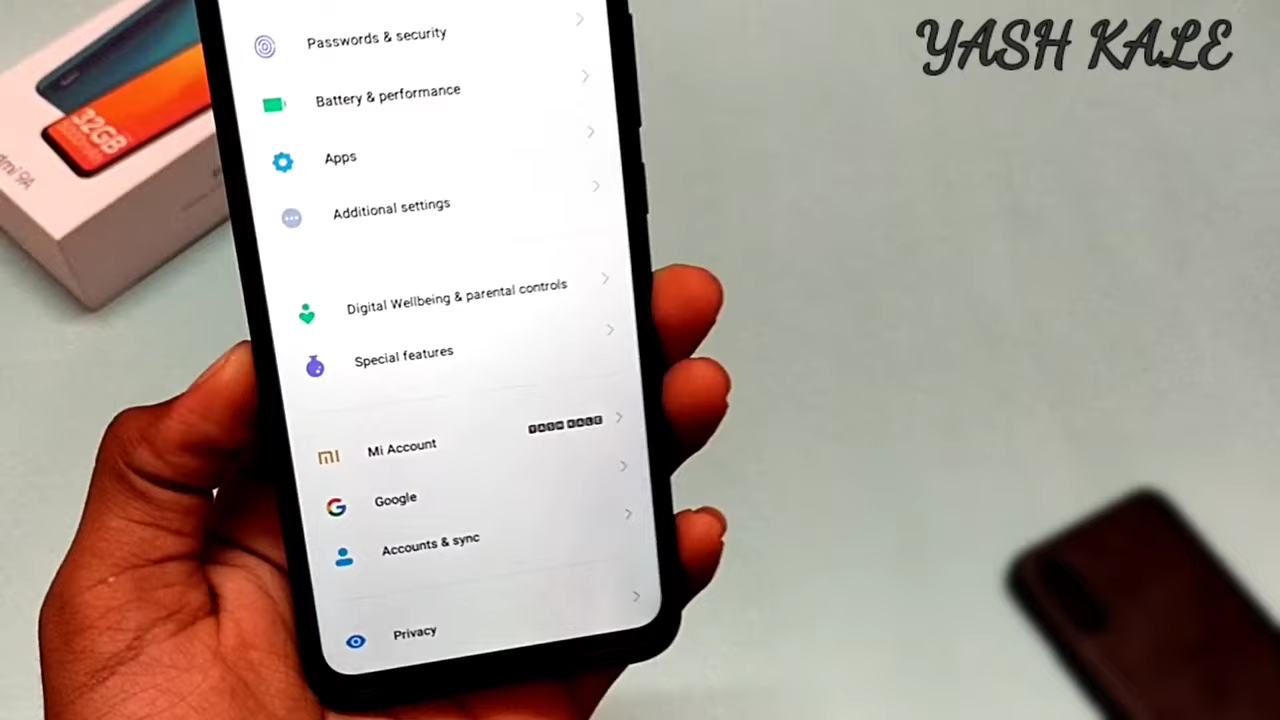 YASH KALE
Passwords & security
Battery & performance
Apps
Additional settings
Digital Wellbeing & parental controls
Special features
Mi Account
YASH KALE
Google
Accounts & sync
Privacy
32GB
9A